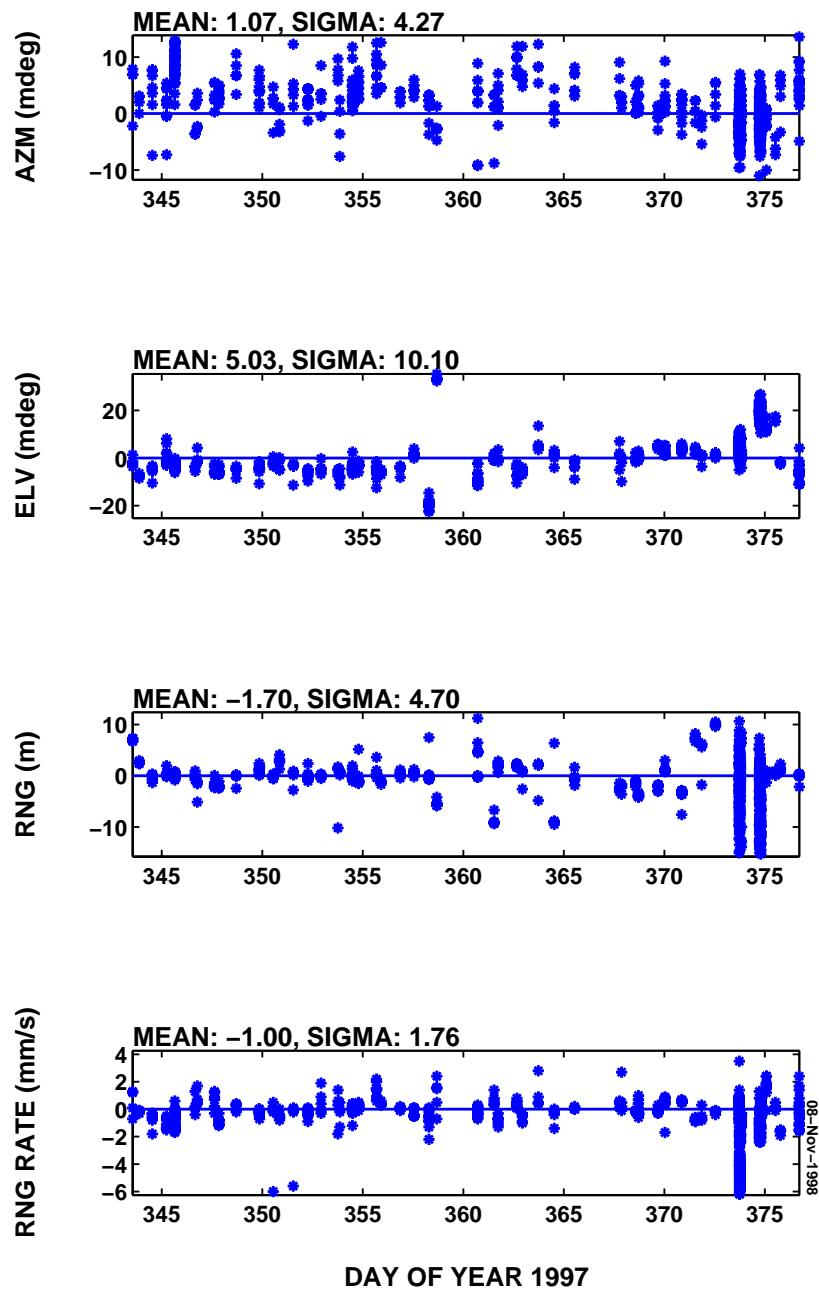 MEAN: 1.07, SIGMA: 4.27
AZM (mdeg)
10
0
−10
345 350 355 360 365 370 375
MEAN: 5.03, SIGMA: 10.10
ELV (mdeg)
20
0
−20
345 350 355 360 365 370 375
MEAN: −1.70, SIGMA: 4.70
RNG (m)
10
0
−10
345 350 355 360 365 370 375
MEAN: −1.00, SIGMA: 1.76
RNG RATE (mm/s)
4
2
0
−2
−4
−6
345 350 355 360 365 370 375
08−Nov−1998
DAY OF YEAR 1997